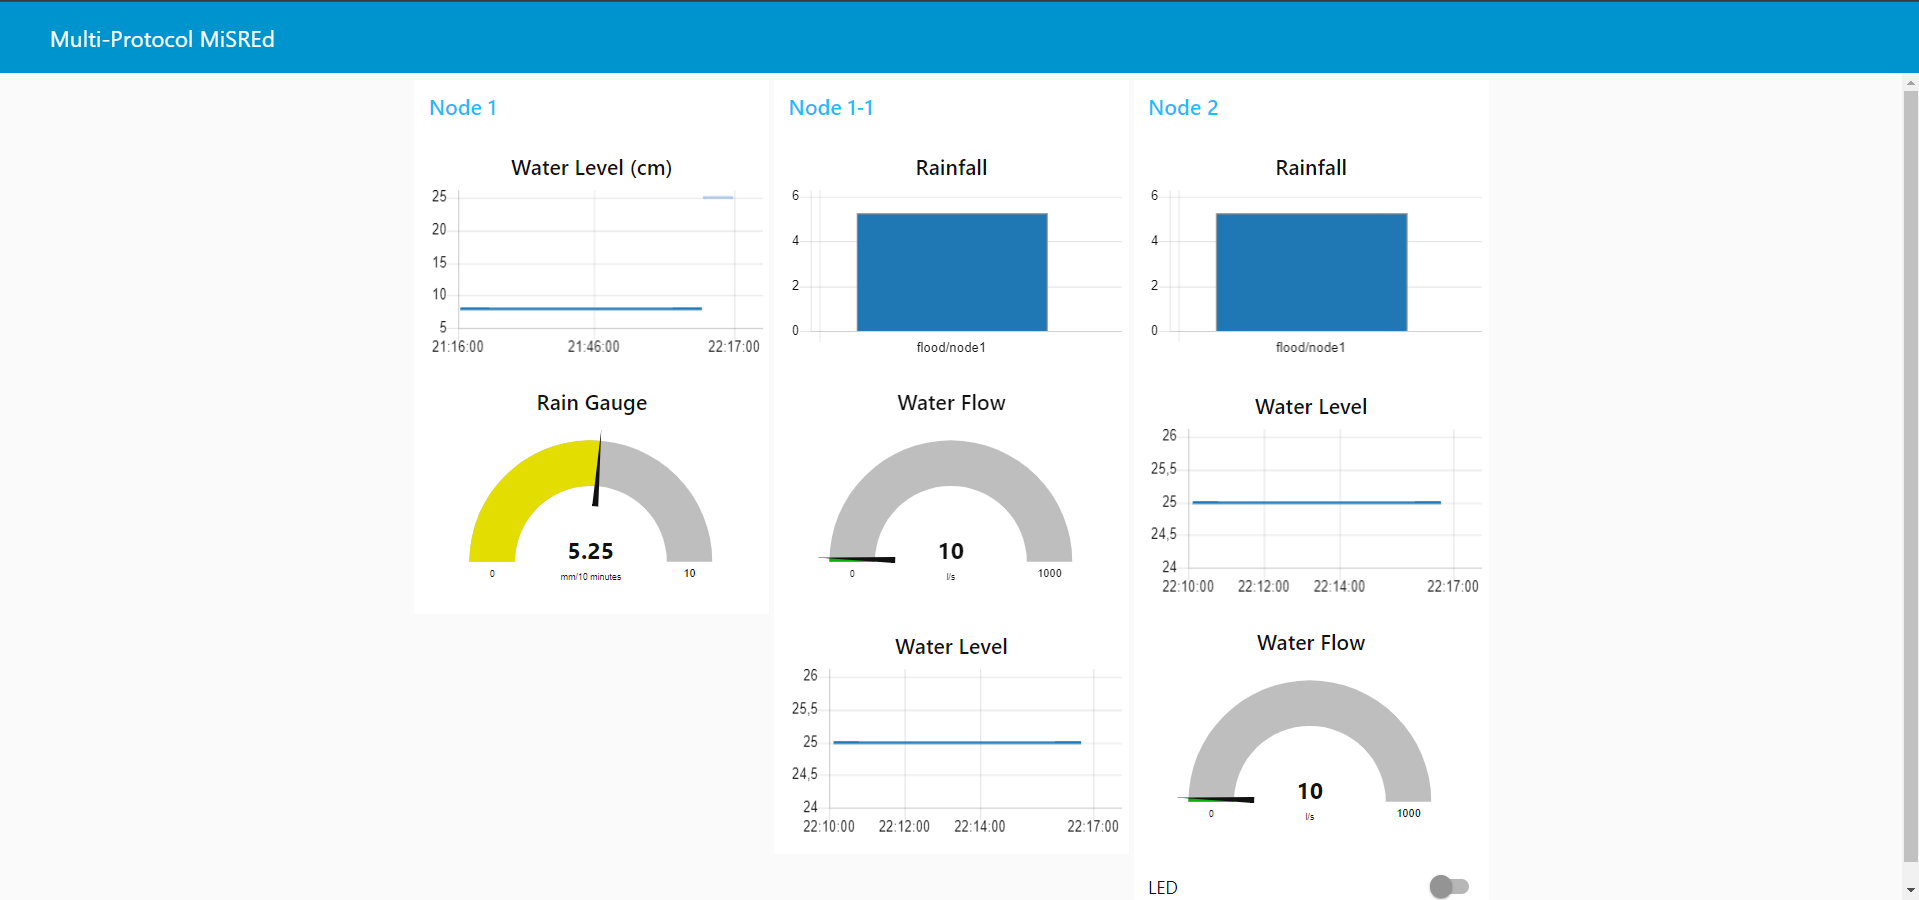 Multi-Protocol MiSREd
Node 1
Water Level (cm)
25
20
15
10
5
21:16:00 21:46:00 22:17:00
Rain Gauge
5.25
0 mm/10 minutes 10
Node 1-1
Rainfall
6
4
2
0
flood/node1
Water Flow
10
0 l/s 1000
Water Level
26
25,5
25
24,5
24
22:10:00 22:12:00 22:14:00 22:17:00
Node 2
Rainfall
6
4
2
0
flood/node1
Water Level
26
25,5
25
24,5
24
22:10:00 22:12:00 22:14:00 22:17:00
Water Flow
10
0 l/s 1000
LED